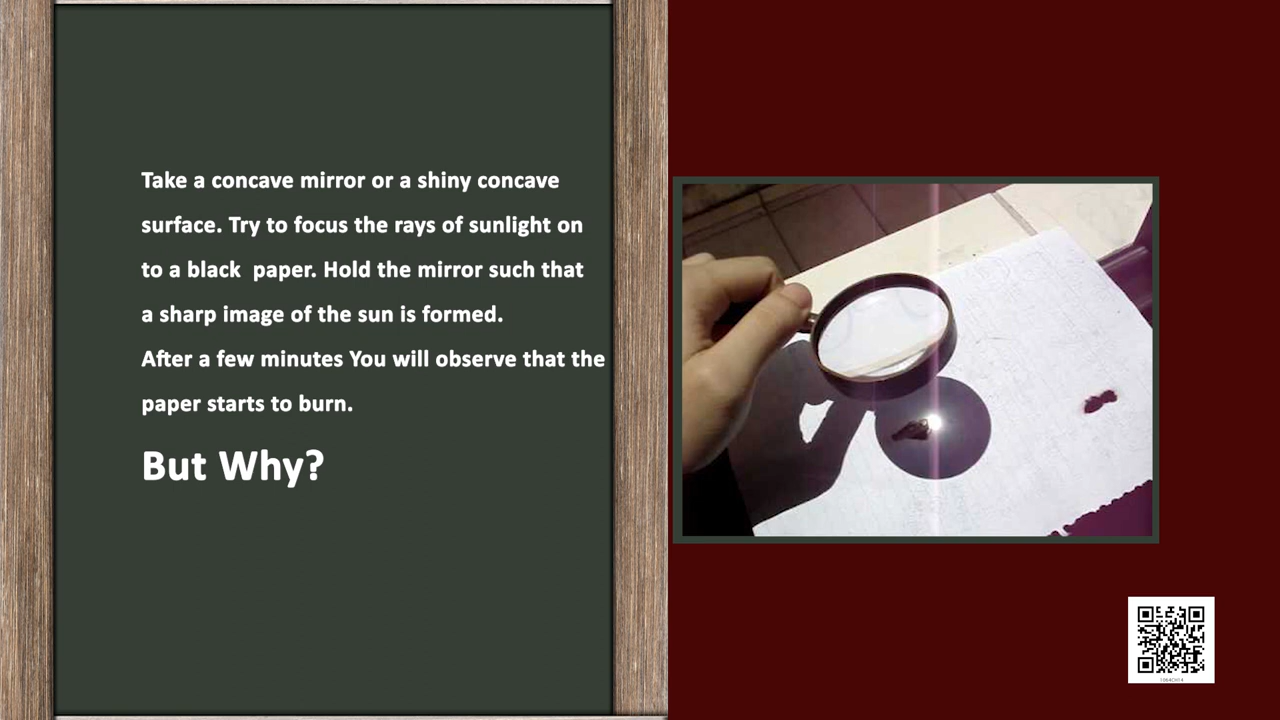 Take a concave mirror or a shiny concave
surface. Try to focus the rays of sunlight on
to a black  paper. Hold the mirror such that
a sharp image of the sun is formed.
After a few minutes You will observe that the
paper starts to burn.
But Why?
1064CH14